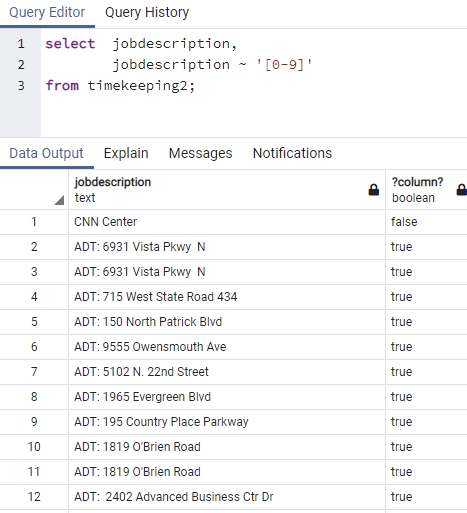 Query Editor Query History
1 select  jobdescription,
2         jobdescription ~ '[0-9]'
3 from timekeeping2;
Data Output Explain Messages Notifications
jobdescription ?column?
text boolean
1 CNN Center false
2 ADT: 6931 Vista Pkwy  N true
3 ADT: 6931 Vista Pkwy  N true
4 ADT: 715 West State Road 434 true
5 ADT: 150 North Patrick Blvd true
6 ADT: 9555 Owensmouth Ave true
7 ADT: 5102 N. 22nd Street true
8 ADT: 1965 Evergreen Blvd true
9 ADT: 195 Country Place Parkway true
10 ADT: 1819 O'Brien Road true
11 ADT: 1819 O'Brien Road true
12 ADT:  2402 Advanced Business Ctr Dr true